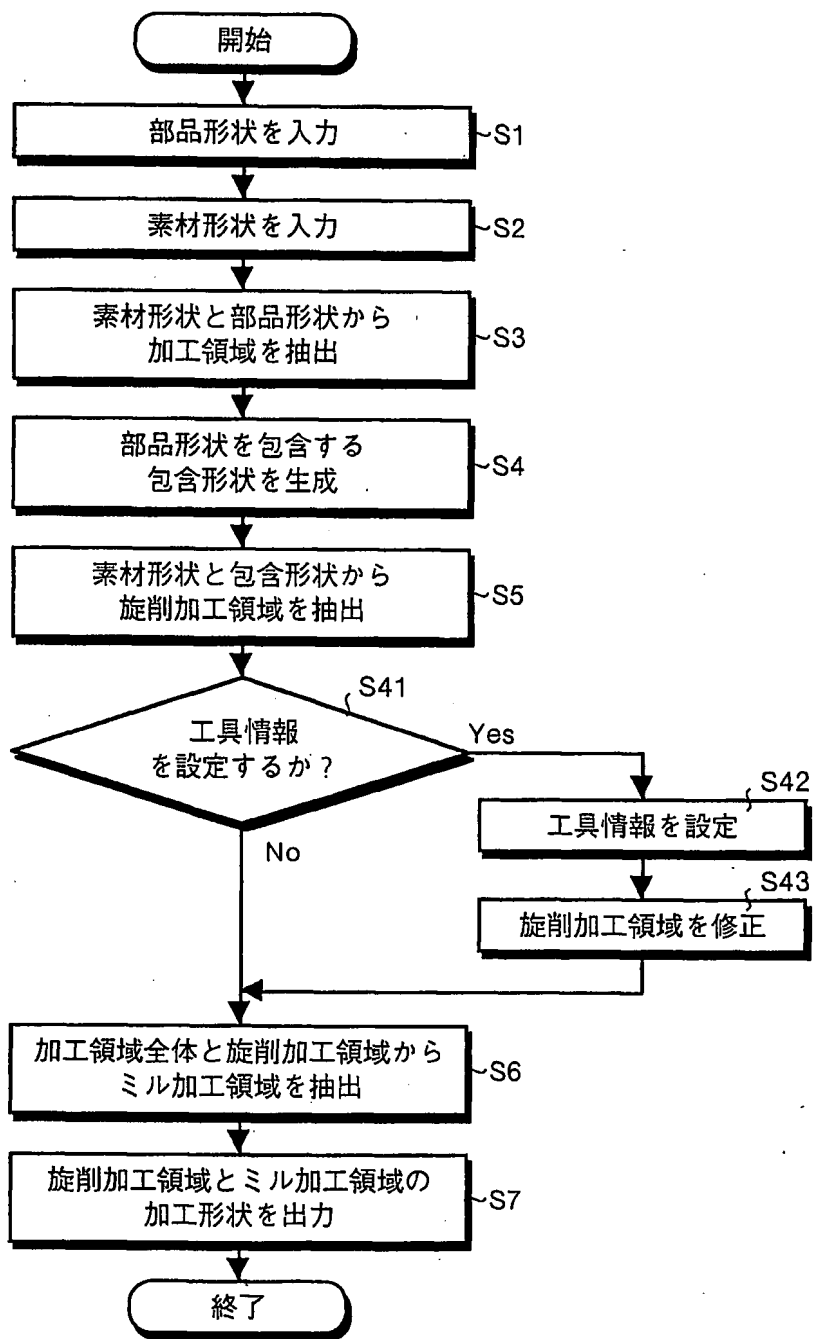 開始
部品形状を入力
S1
素材形状を入力
S2
素材形状と部品形状から
加工領域を抽出
S3
部品形状を包含する
包含形状を生成
S4
素材形状と包含形状から
旋削加工領域を抽出
S5
S41
工具情報
を設定するか？
Yes
No
S42
工具情報を設定
S43
旋削加工領域を修正
加工領域全体と旋削加工領域から
ミル加工領域を抽出
S6
旋削加工領域とミル加工領域の
加工形状を出力
S7
終了